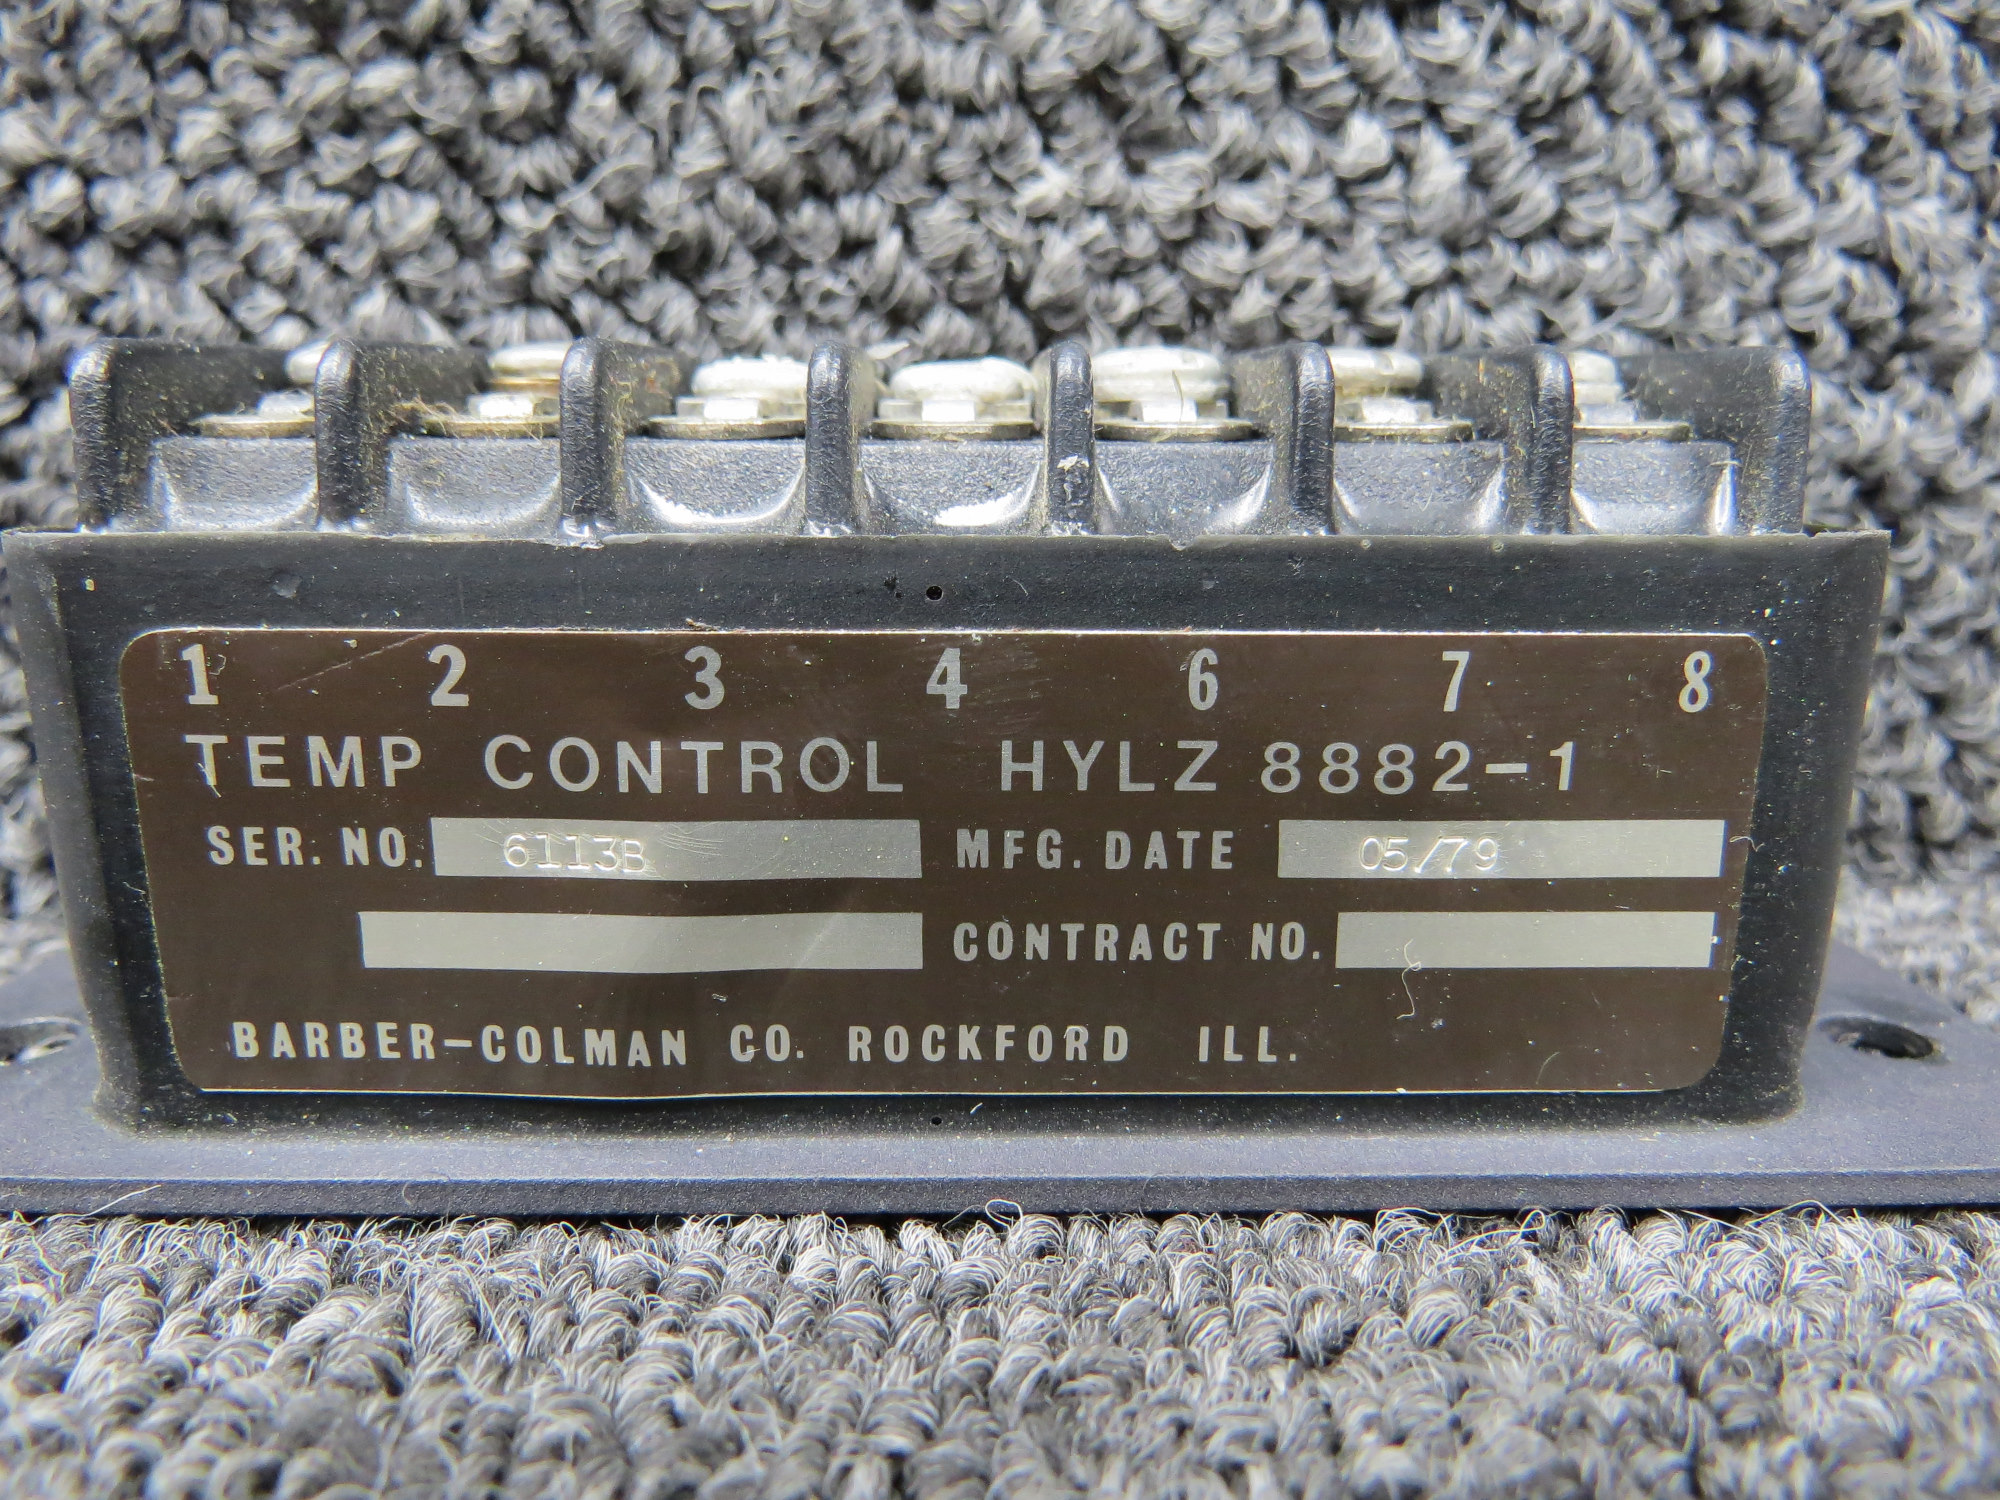 1 2 3 4 6 7 8
TEMP CONTROL HYLZ 8882-1
SER. NO. 6113B MFG. DATE 05/79
CONTRACT NO.
BARBER-COLMAN CO. ROCKFORD ILL.